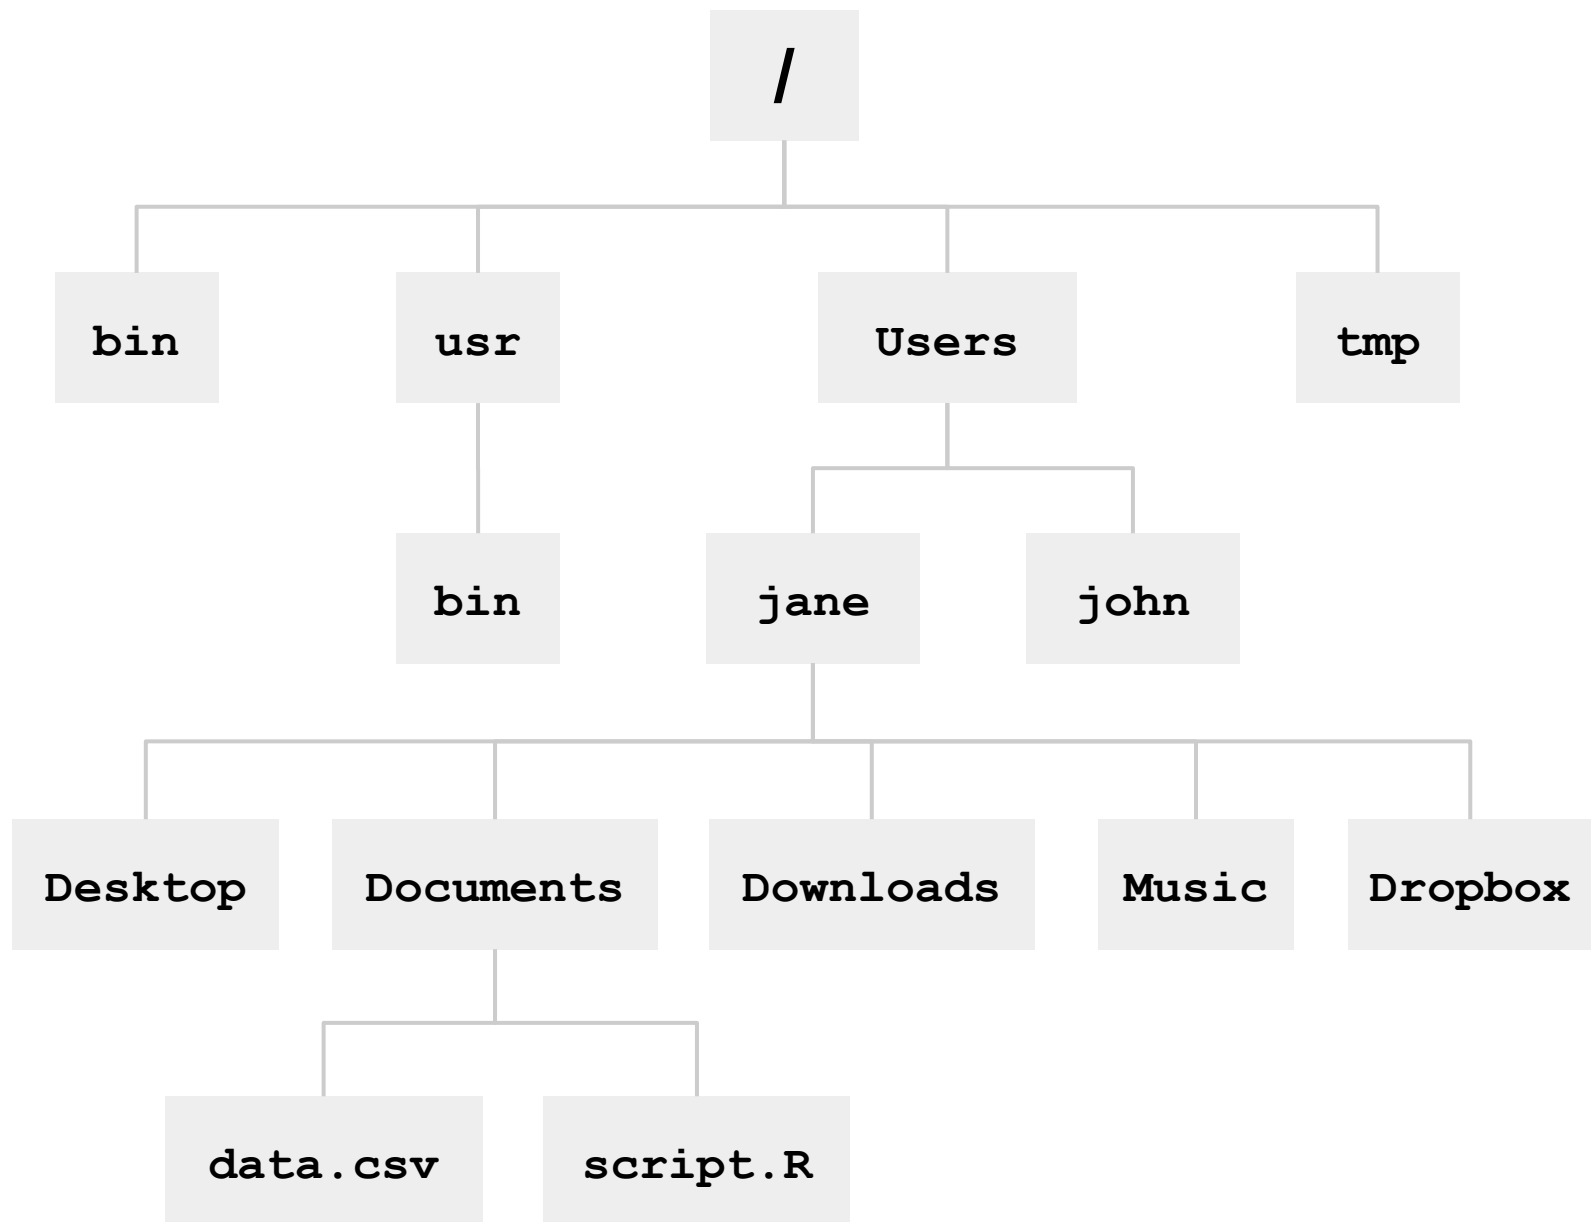 /
bin usr Users tmp
bin jane john
Desktop Documents Downloads Music Dropbox
data.csv script.R